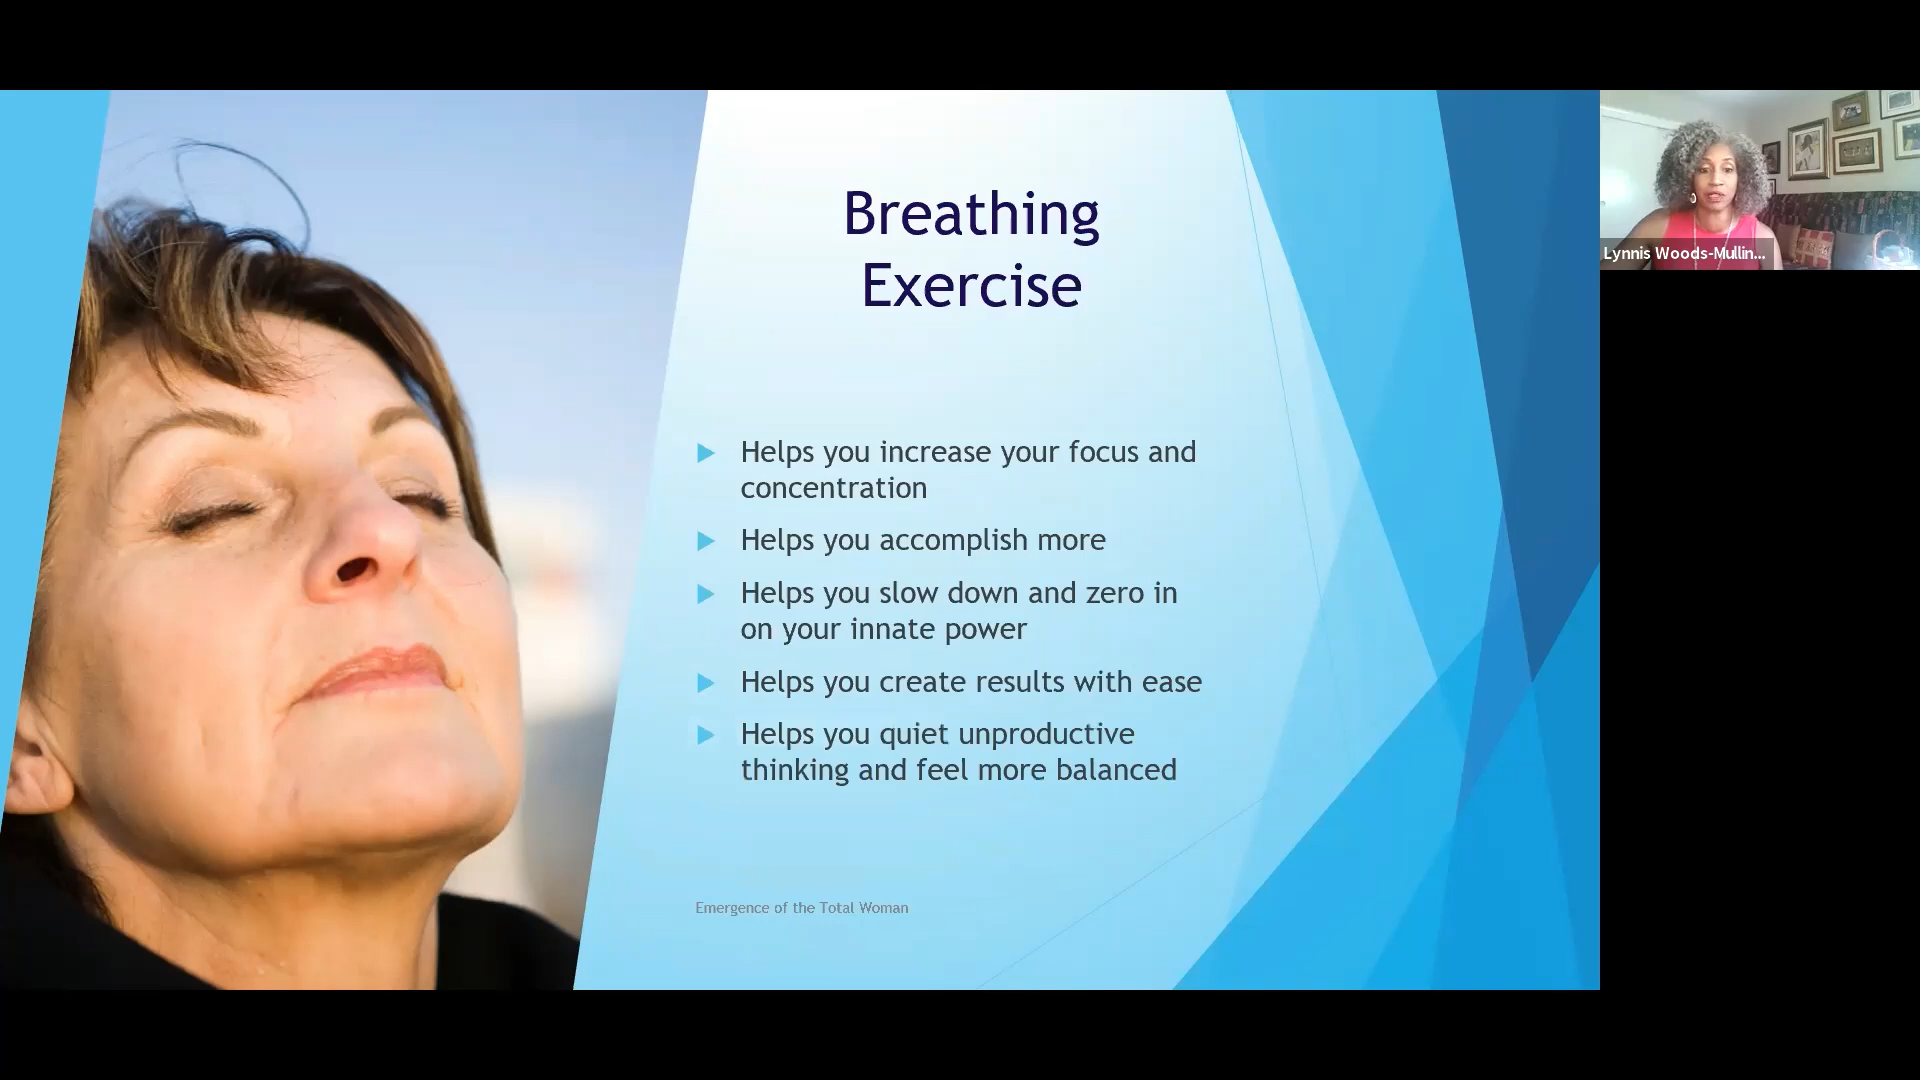 Breathing
Exercise
Helps you increase your focus and
concentration
Helps you accomplish more
Helps you slow down and zero in
on your innate power
Helps you create results with ease
Helps you quiet unproductive
thinking and feel more balanced
Emergence of the Total Woman
Lynnis Woods-Mullin...